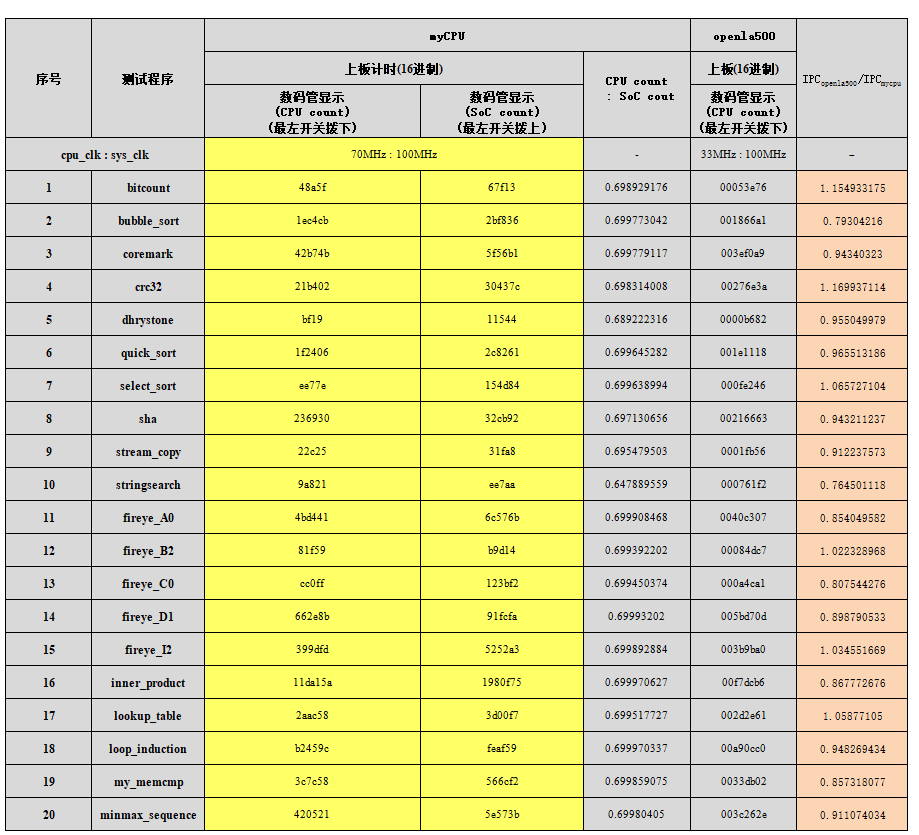 序号
测试程序
myCPU
openla500
IPCopenla500/IPCmycpu
上板计时(16进制)
CPU count
: SoC cout
上板(16进制)
数码管显示
(CPU count)
(最左开关拨下)
数码管显示
(SoC count)
(最左开关拨上)
数码管显示
(CPU count)
(最左开关拨下)
cpu_clk : sys_clk 70MHz : 100MHz - 33MHz : 100MHz –
1 bitcount 48a5f 67f13 0.698929176 00053e76 1.154933175
2 bubble_sort 1ec4cb 2bf836 0.699773042 001866a1 0.79304216
3 coremark 42b74b 5f56b1 0.699779117 003ef0a9 0.94340323
4 crc32 21b402 30437c 0.698314008 00276e3a 1.169937114
5 dhrystone bf19 11544 0.689222316 0000b682 0.955049979
6 quick_sort 1f2406 2c8261 0.699645282 001e1118 0.965513186
7 select_sort ee77e 154d84 0.699638994 000fe246 1.065727104
8 sha 236930 32cb92 0.697130656 00216663 0.943211237
9 stream_copy 22c25 31fa8 0.695479503 0001fb56 0.912237573
10 stringsearch 9a821 ee7aa 0.647889559 000761f2 0.764501118
11 fireye_A0 4bd441 6c576b 0.699908468 0040c307 0.854049582
12 fireye_B2 81f59 b9d14 0.699392202 00084dc7 1.022328968
13 fireye_C0 cc0ff 123bf2 0.699450374 000a4ca1 0.807544276
14 fireye_D1 662e8b 91fcfa 0.69993202 005bd70d 0.898790533
15 fireye_I2 399dfd 5252a3 0.699892884 003b9ba0 1.034551669
16 inner_product 11da15a 1980f75 0.699970627 00f7dcb6 0.867772676
17 lookup_table 2aac58 3d00f7 0.699517727 002d2e61 1.05877105
18 loop_induction b2459c feaf59 0.699970337 00a90cc0 0.948269434
19 my_memcmp 3c7c58 566cf2 0.699859075 0033db02 0.857318077
20 minmax_sequence 420521 5e573b 0.69980405 003c262e 0.911074034